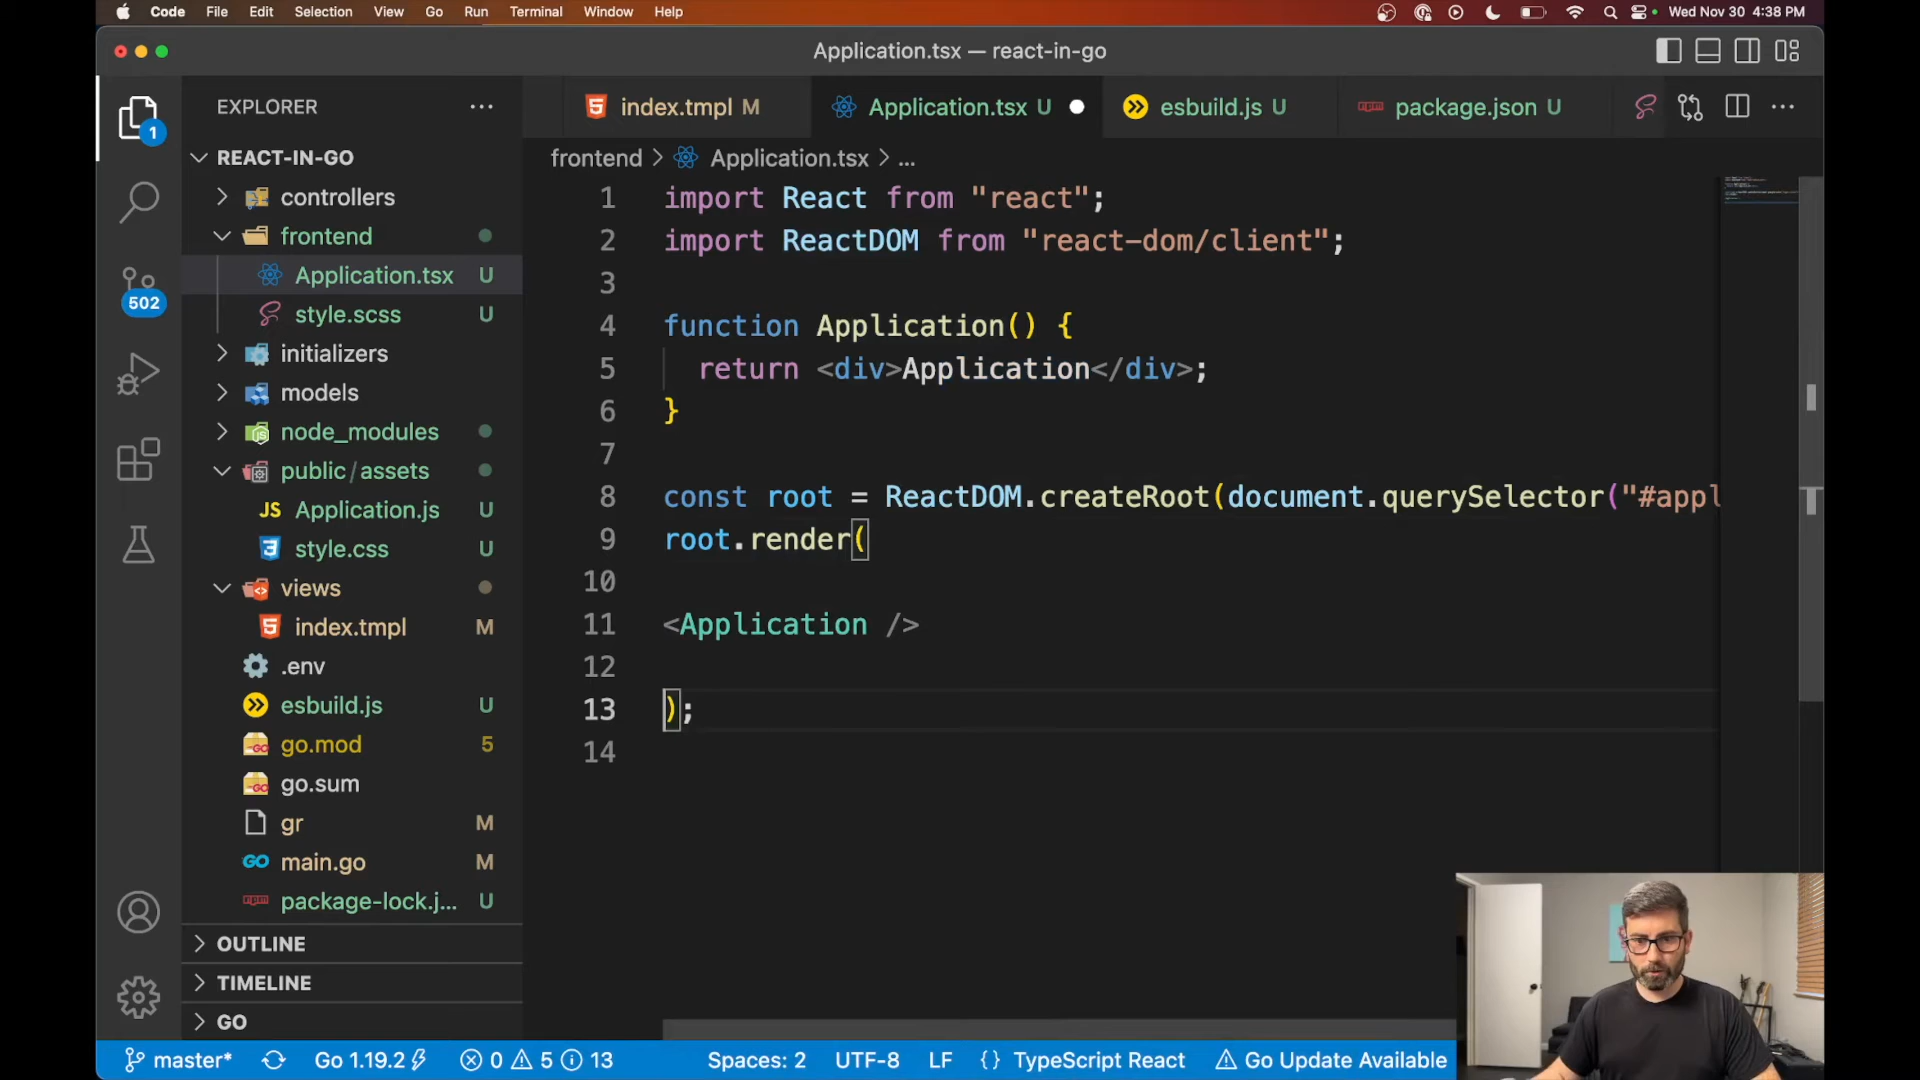 Code File Edit Selection View Go Run Terminal Window Help Wed Nov 30 4:38 PM
Application.tsx — react-in-go
EXPLORER
index.tmpl M
Application.tsx U
esbuild.js U
package.json U
frontend > Application.tsx > ...
1
502
REACT-IN-GO
controllers
frontend
Application.tsx U
style.scss U
initializers
models
node_modules
public/assets
JS Application.js U
style.css U
views
index.tmpl M
.env
esbuild.js U
go.mod 5
go.sum
gr M
GO main.go M
package-lock.j... U
OUTLINE
TIMELINE
GO
1 import React from "react";
2 import ReactDOM from "react-dom/client";
3
4 function Application() {
5 return <div>Application</div>;
6 }
7
8 const root = ReactDOM.createRoot(document.querySelector("#appl
9 root.render(
10
11 <Application />
12
13 );
14
master* Go 1.19.2 0 5 13 Spaces: 2 UTF-8 LF {} TypeScript React Go Update Available